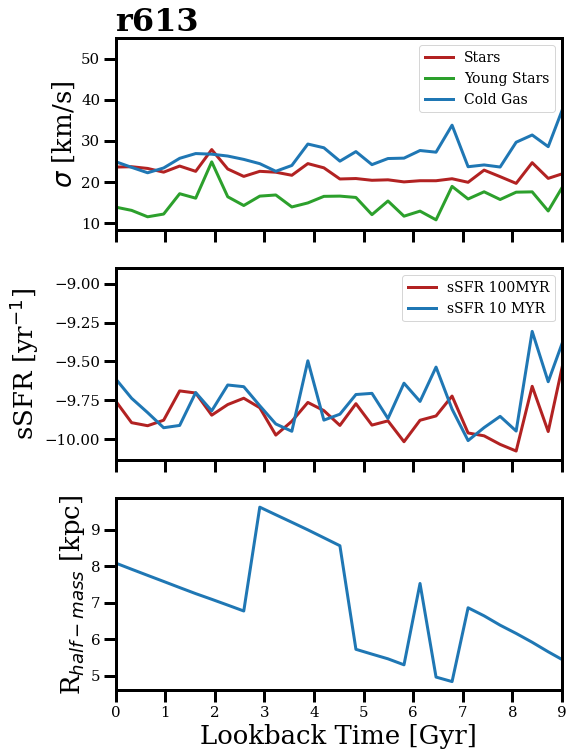 r613
σ [km/s]
50
40
30
20
10
Stars
Young Stars
Cold Gas
sSFR [yr⁻¹]
−9.00
−9.25
−9.50
−9.75
−10.00
sSFR 100MYR
sSFR 10 MYR
R_half−mass [kpc]
9
8
7
6
5
0 1 2 3 4 5 6 7 8 9
Lookback Time [Gyr]